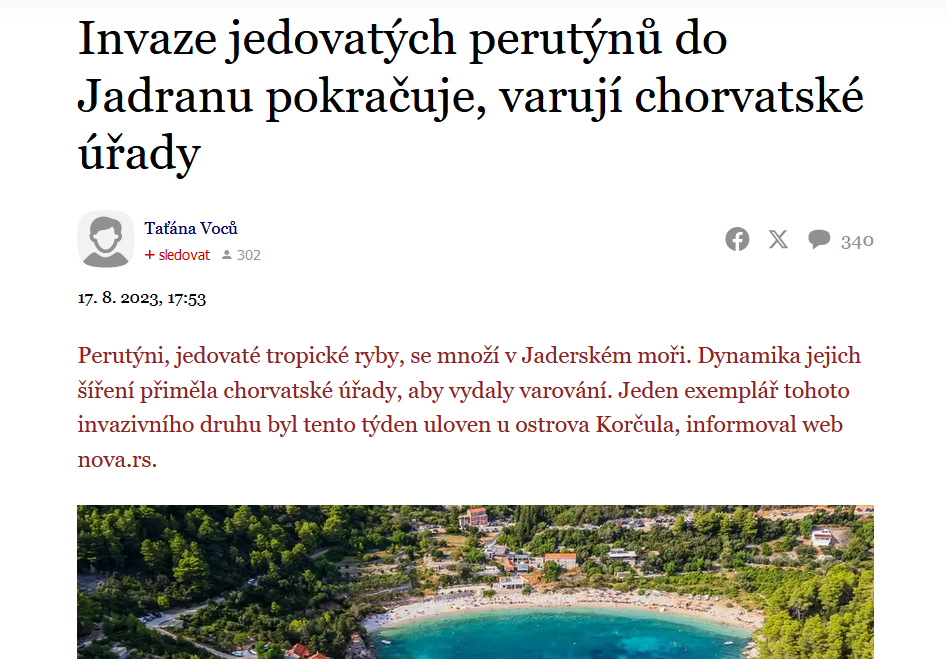 Invaze jedovatých perutýnů do
Jadranu pokračuje, varují chorvatské
úřady
Taťána Voců
+ sledovat 302
340
17. 8. 2023, 17:53
Perutýni, jedovaté tropické ryby, se množí v Jaderském moři. Dynamika jejich
šíření přiměla chorvatské úřady, aby vydaly varování. Jeden exemplář tohoto
invazivního druhu byl tento týden uloven u ostrova Korčula, informoval web
nova.rs.